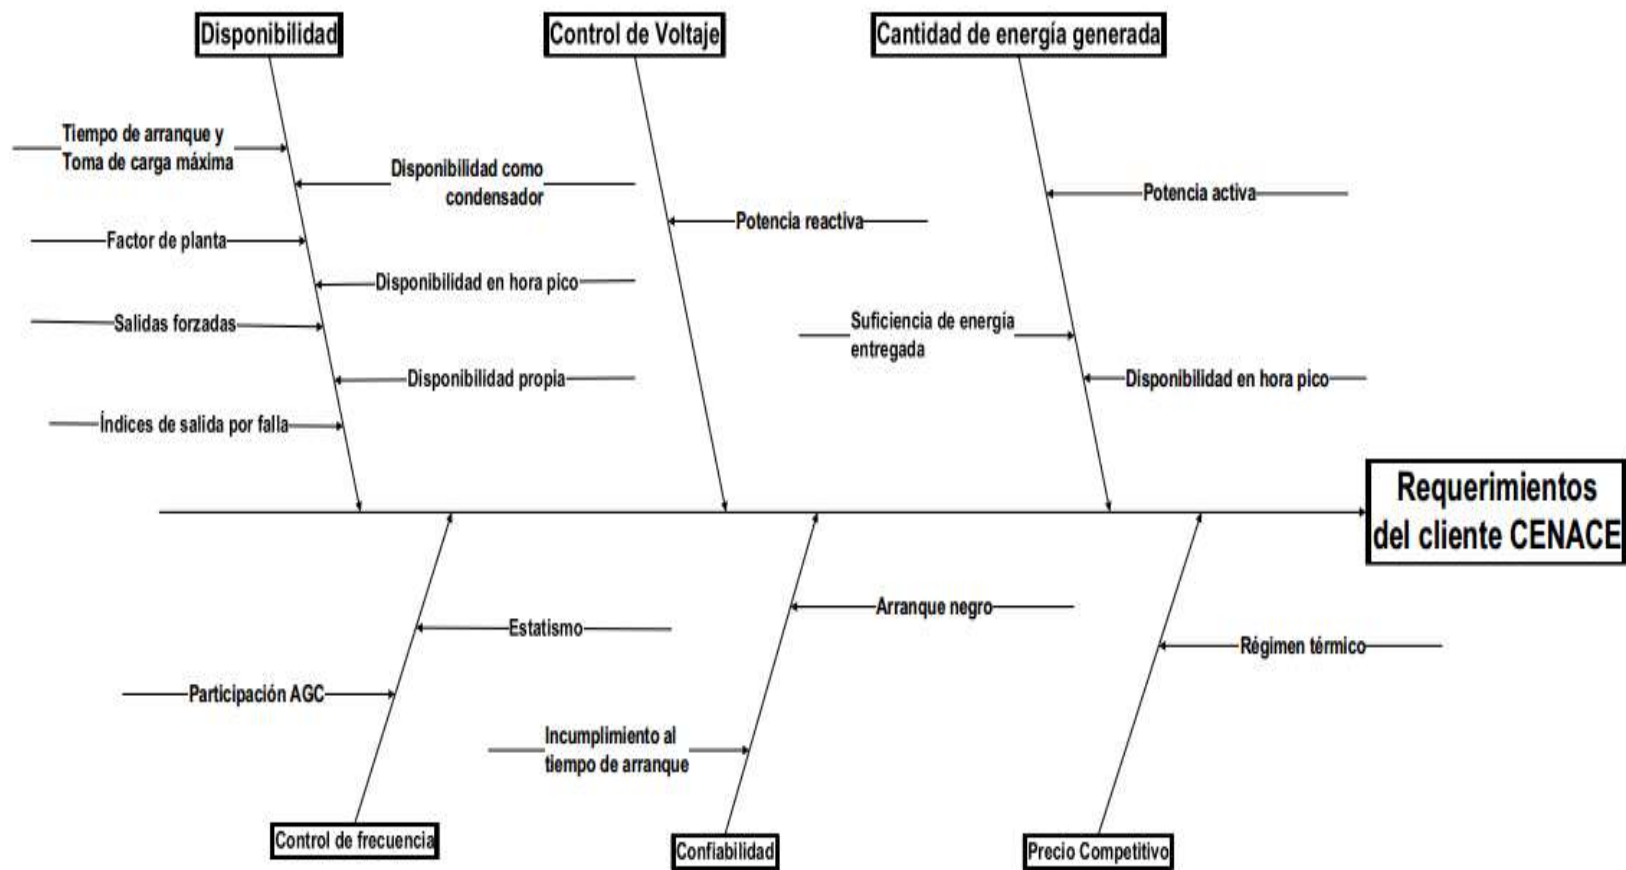 Disponibilidad
Control de Voltaje
Cantidad de energía generada
Tiempo de arranque y
Toma de carga máxima
Disponibilidad como
condensador
Potencia activa
Potencia reactiva
Factor de planta
Disponibilidad en hora pico
Salidas forzadas
Suficiencia de energía
entregada
Disponibilidad propia
Disponibilidad en hora pico
Índices de salida por falla
Requerimientos
del cliente CENACE
Arranque negro
Estatismo
Régimen térmico
Participación AGC
Incumplimiento al
tiempo de arranque
Control de frecuencia
Confiabilidad
Precio Competitivo